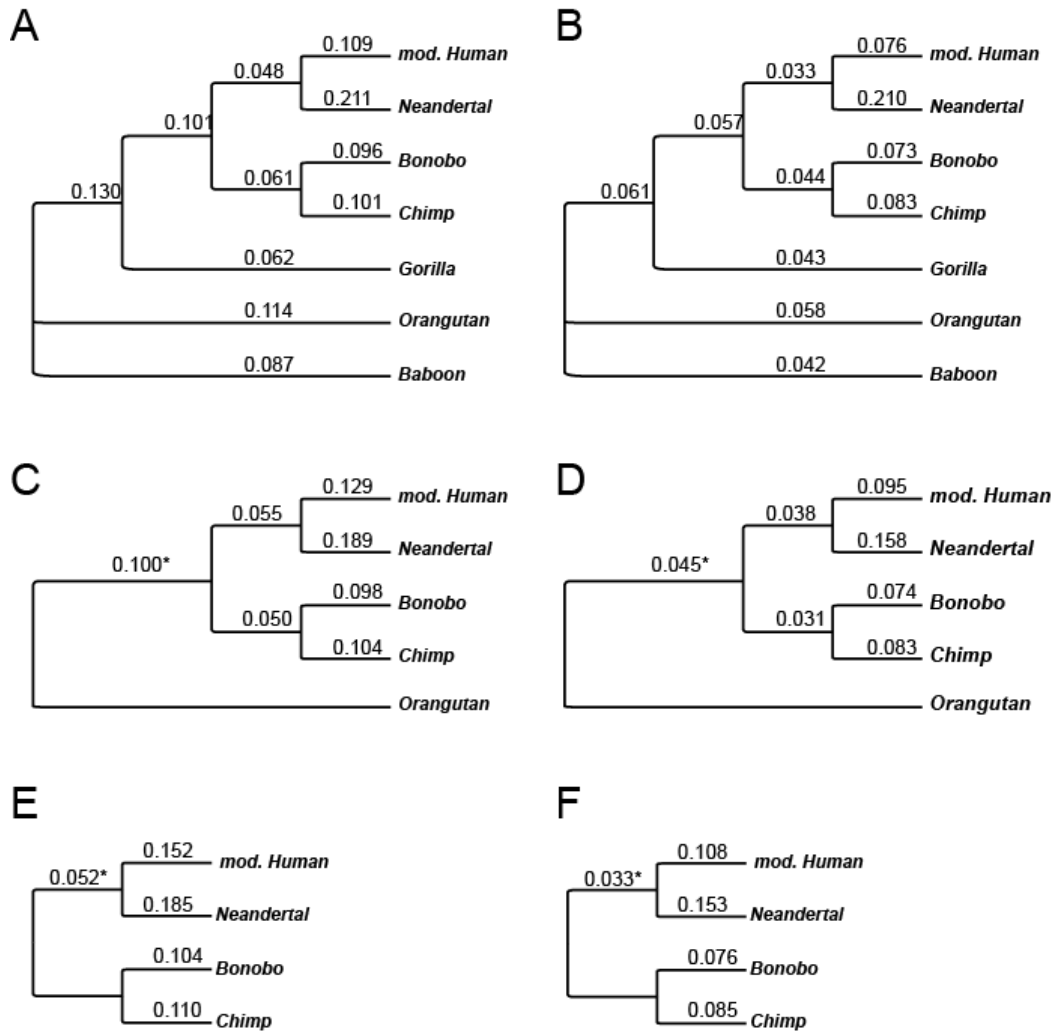 A
0.109
mod. Human
0.048
0.211
Neandertal
0.101
0.096
Bonobo
0.061
0.130
0.101
Chimp
0.062
Gorilla
0.114
Orangutan
0.087
Baboon
B
0.076
mod. Human
0.033
0.210
Neandertal
0.057
0.073
Bonobo
0.044
0.061
0.083
Chimp
0.043
Gorilla
0.058
Orangutan
0.042
Baboon
C
0.129
mod. Human
0.055
0.189
Neandertal
0.100*
0.098
Bonobo
0.050
0.104
Chimp
Orangutan
D
0.095
mod. Human
0.038
0.158
Neandertal
0.045*
0.074
Bonobo
0.031
0.083
Chimp
Orangutan
E
0.152
mod. Human
0.052*
0.185
Neandertal
0.104
Bonobo
0.110
Chimp
F
0.108
mod. Human
0.033*
0.153
Neandertal
0.076
Bonobo
0.085
Chimp